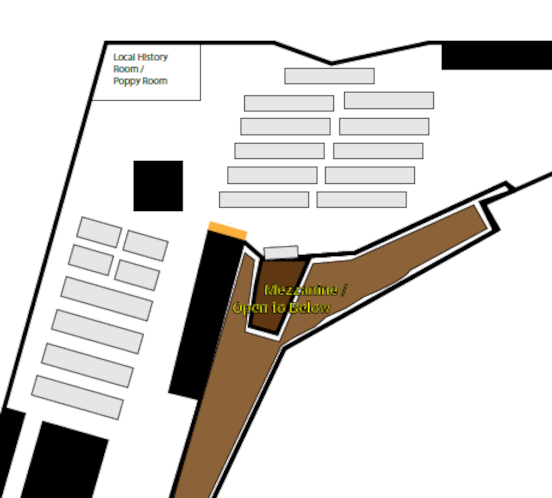 Local History
Room /
Poppy Room
Mezzanine /
Open To Below